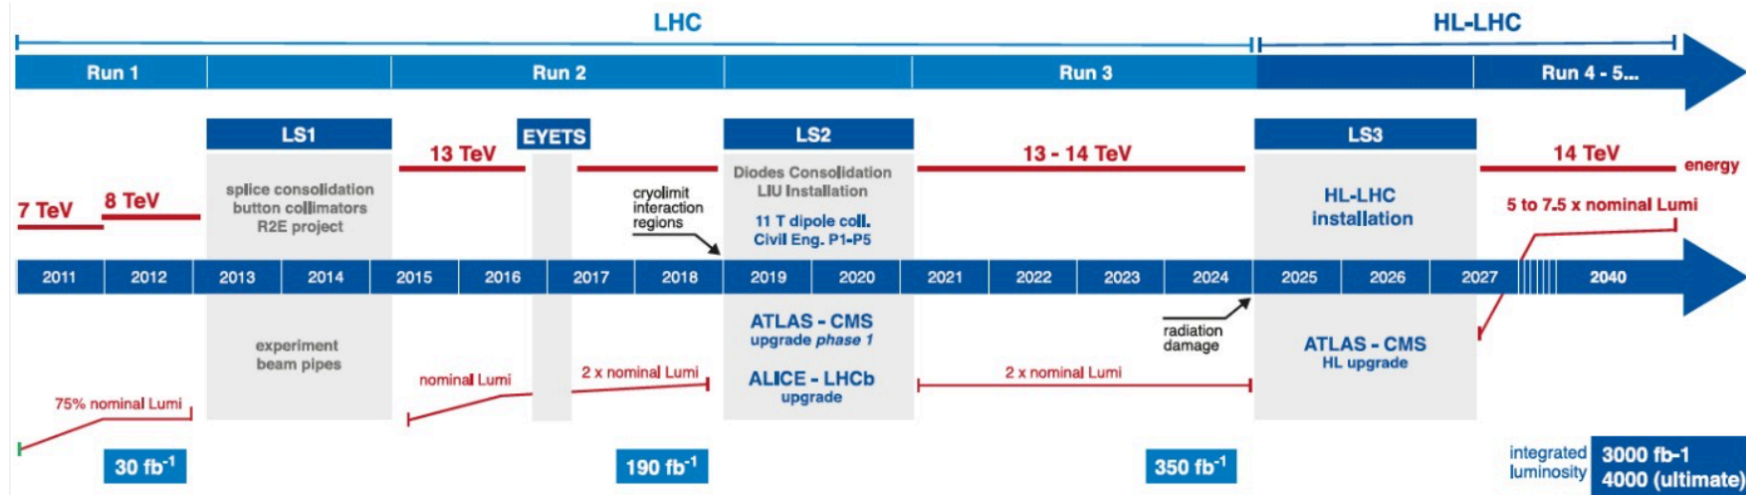 LHC
HL-LHC
Run 1
Run 2
Run 3
Run 4 - 5...
LS1
EYETS
LS2
LS3
13 TeV
13 - 14 TeV
14 TeV
energy
7 TeV
8 TeV
splice consolidation
button collimators
R2E project
cryolimit
interaction
regions
Diodes Consolidation
LIU Installation
11 T dipole coll.
Civil Eng. P1-P5
HL-LHC
installation
5 to 7.5 x nominal Lumi
2011
2012
2013
2014
2015
2016
2017
2018
2019
2020
2021
2022
2023
2024
2025
2026
2027
2040
experiment
beam pipes
ATLAS - CMS
upgrade phase 1
ALICE - LHCb
upgrade
radiation
damage
ATLAS - CMS
HL upgrade
75% nominal Lumi
nominal Lumi
2 x nominal Lumi
2 x nominal Lumi
30 fb⁻¹
190 fb⁻¹
350 fb⁻¹
integrated
luminosity
3000 fb-1
4000 (ultimate)